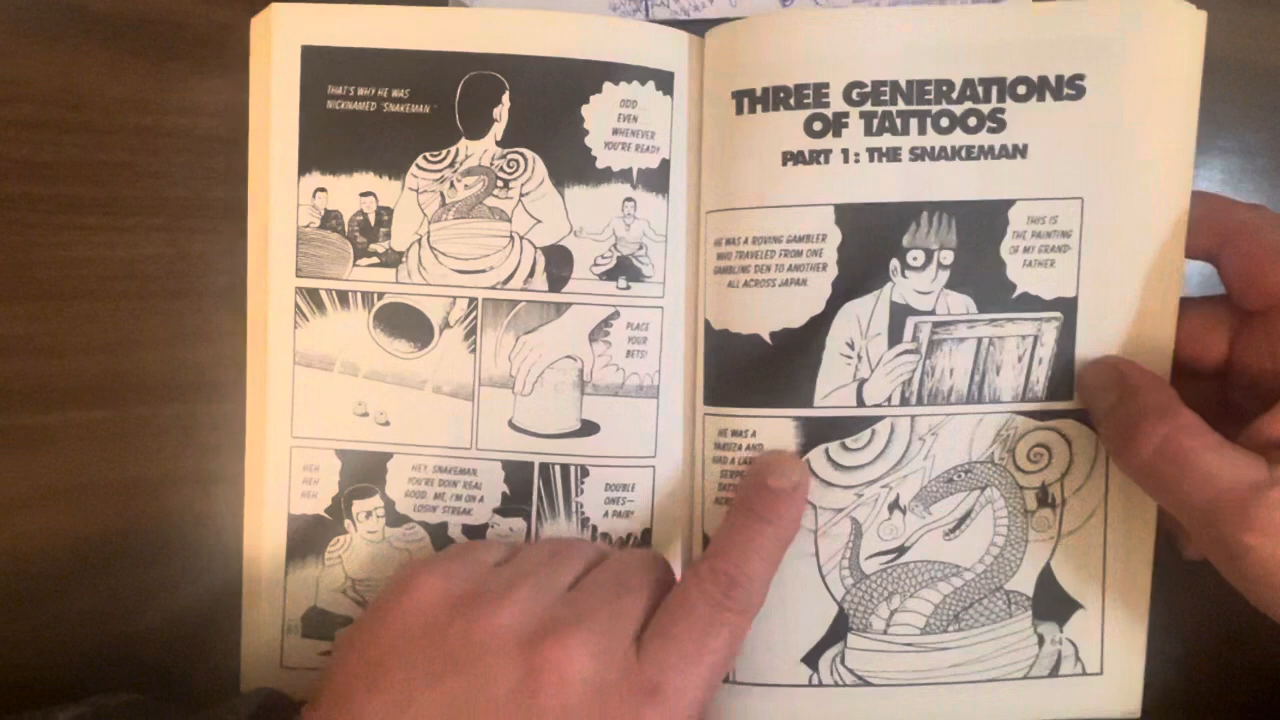 THREE GENERATIONS
OF TATTOOS
PART 1: THE SNAKEMAN
THIS IS
THE PAINTING
OF MY GRAND-
FATHER.
HE WAS A ROVING GAMBLER
WHO TRAVELED FROM ONE
GAMBLING DEN TO ANOTHER
ALL ACROSS JAPAN.
HE WAS A
YAKUZA AND
HAD A
64
ODD...
EVEN...
WHENEVER
YOU'RE READY.
THAT'S WHY HE WAS
NICKNAMED "SNAKEMAN."
PLACE
YOUR
BETS!
DOUBLE
ONES—
A PAIR!
HEY, SNAKEMAN,
YOU'RE DOIN' REAL
GOOD. ME, I'M ON A
LOSIN' STREAK.
HEH
HEH
HEH